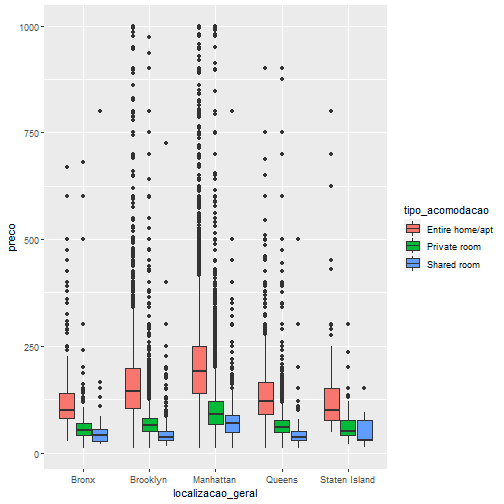 1000
750
500
250
0
preco
Bronx
Brooklyn
Manhattan
Queens
Staten Island
localizacao_geral
tipo_acomodacao
Entire home/apt
Private room
Shared room